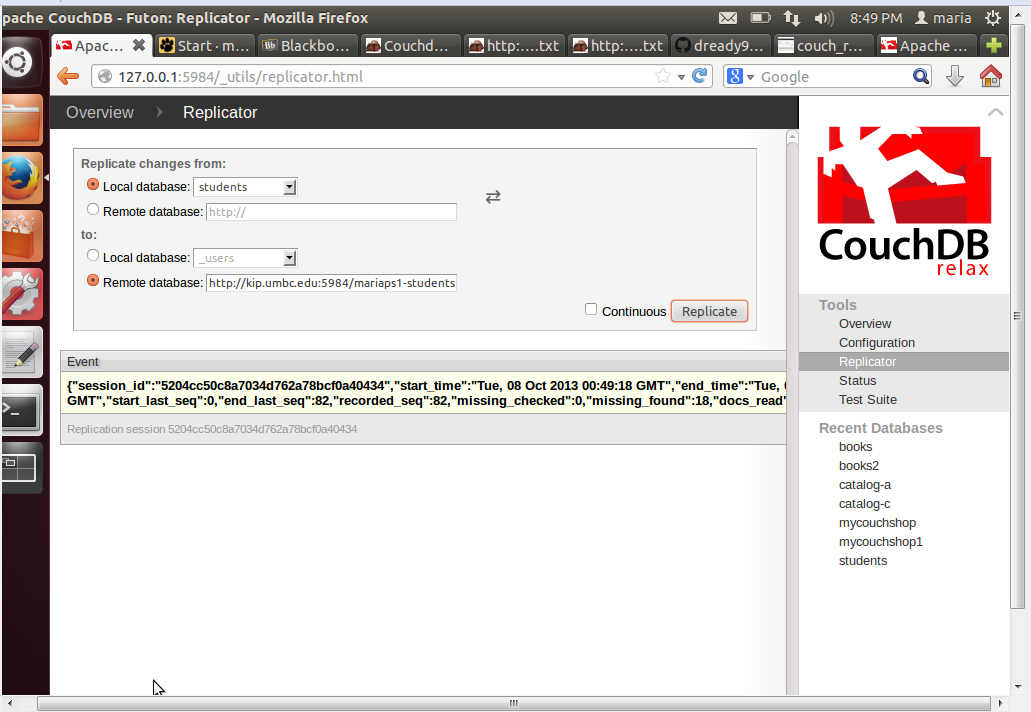 pache CouchDB - Futon: Replicator - Mozilla Firefox
8:49 PM
maria
Apac...
Start · m...
Bb Blackbo...
Couchd...
http:....txt
http:....txt
dready9...
couch_r...
Apache ...
127.0.0.1:5984/_utils/replicator.html
8
Google
Overview
Replicator
Replicate changes from:
Local database: students
Remote database: http://
to:
Local database: _users
Remote database: http://kip.umbc.edu:5984/mariaps1-students
Continuous
Replicate
Event
{"session_id":"5204cc50c8a7034d762a78bcf0a40434","start_time":"Tue, 08 Oct 2013 00:49:18 GMT","end_time":"Tue,
GMT","start_last_seq":0,"end_last_seq":82,"recorded_seq":82,"missing_checked":0,"missing_found":18,"docs_read"
Replication session 5204cc50c8a7034d762a78bcf0a40434
CouchDB
relax
Tools
Overview
Configuration
Replicator
Status
Test Suite
Recent Databases
books
books2
catalog-a
catalog-c
mycouchshop
mycouchshop1
students